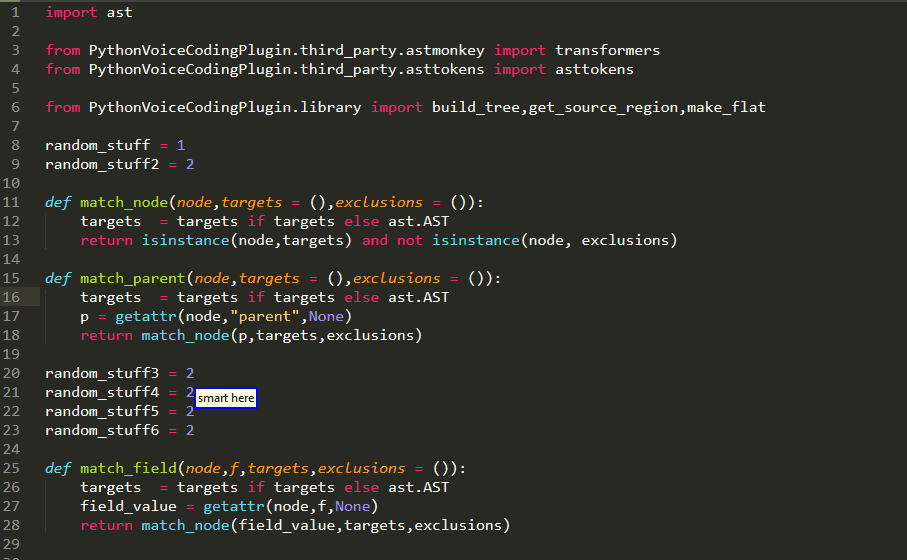 1 import ast
2
3 from PythonVoiceCodingPlugin.third_party.astmonkey import transformers
4 from PythonVoiceCodingPlugin.third_party.asttokens import asttokens
5
6 from PythonVoiceCodingPlugin.library import build_tree,get_source_region,make_flat
7
8 random_stuff = 1
9 random_stuff2 = 2
10
11 def match_node(node,targets = (),exclusions = ()):
12     targets  = targets if targets else ast.AST
13     return isinstance(node,targets) and not isinstance(node, exclusions)
14
15 def match_parent(node,targets = (),exclusions = ()):
16     targets  = targets if targets else ast.AST
17     p = getattr(node,"parent",None)
18     return match_node(p,targets,exclusions)
19
20 random_stuff3 = 2
21 random_stuff4 = 2
smart here
22 random_stuff5 = 2
23 random_stuff6 = 2
24
25 def match_field(node,f,targets,exclusions = ()):
26     targets  = targets if targets else ast.AST
27     field_value = getattr(node,f,None)
28     return match_node(field_value,targets,exclusions)
29